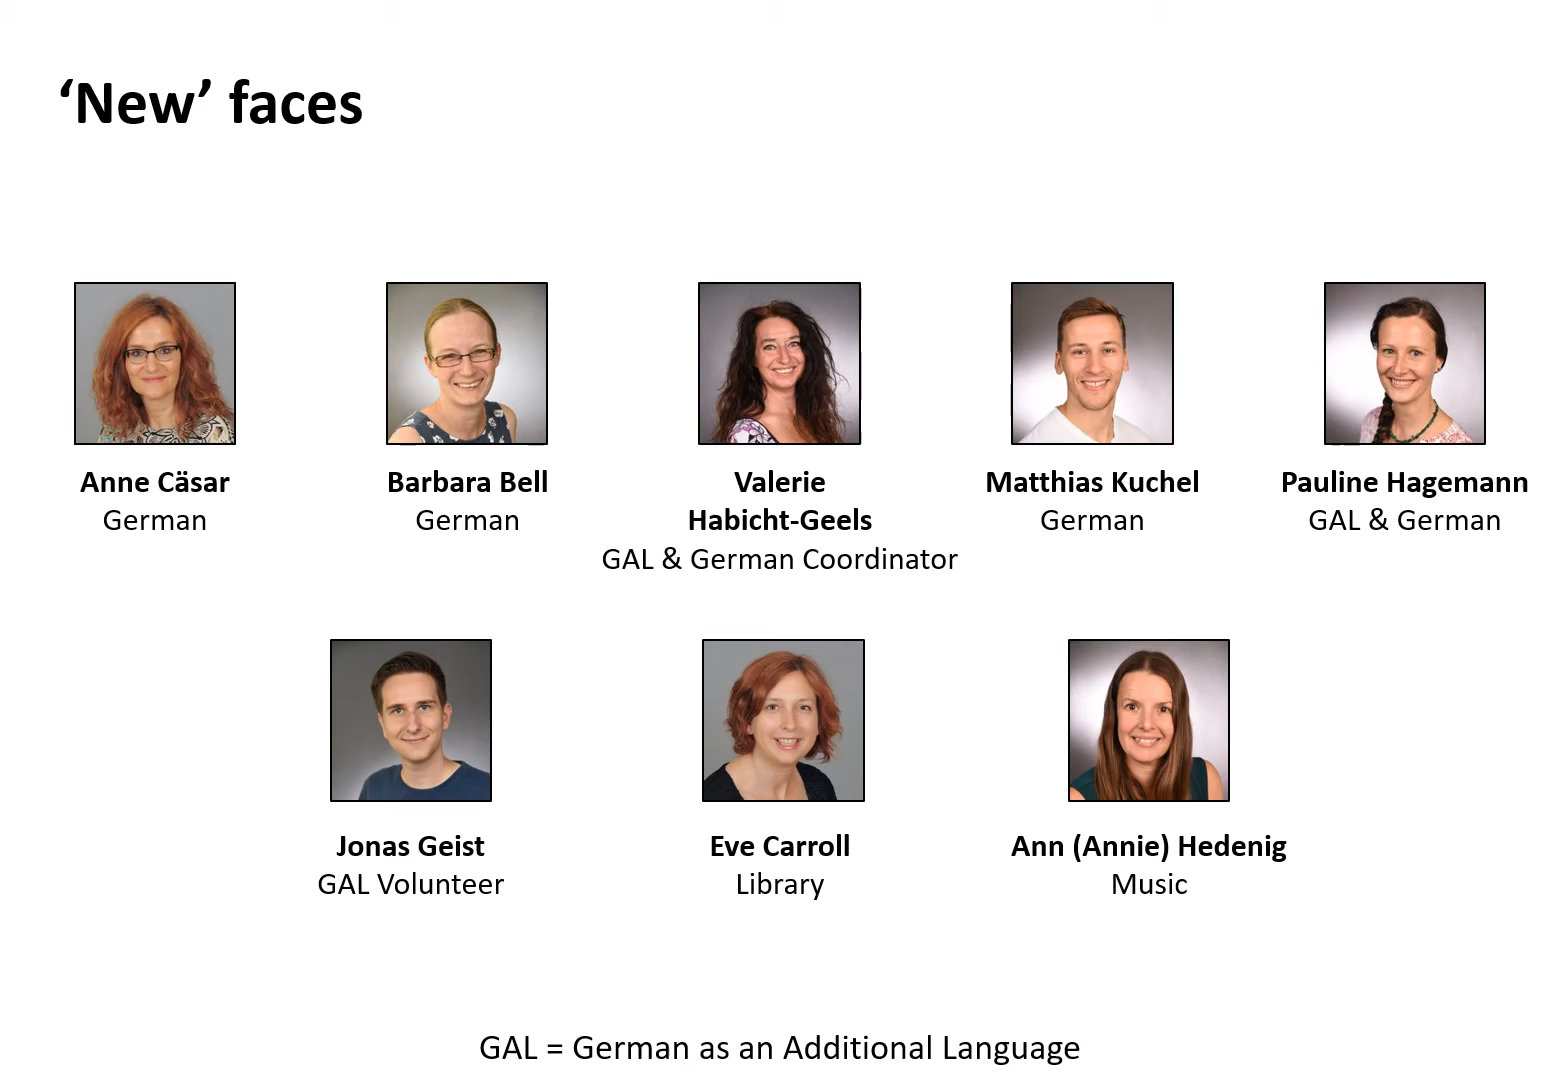 ‘New’ faces
Anne Cäsar
German
Barbara Bell
German
Valerie
Habicht-Geels
GAL & German Coordinator
Matthias Kuchel
German
Pauline Hagemann
GAL & German
Jonas Geist
GAL Volunteer
Eve Carroll
Library
Ann (Annie) Hedenig
Music
GAL = German as an Additional Language